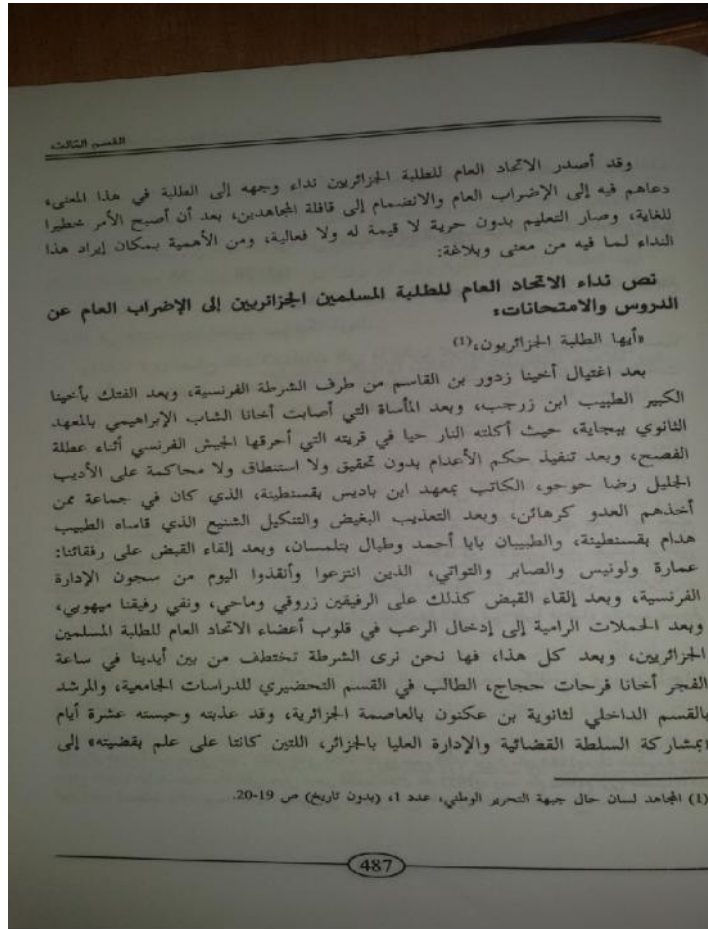 القسم الثالث
وقد أصدر الاتحاد العام للطلبة الجزائريين نداء وجهه إلى الطلبة في هذا المعنى،
دعاهم فيه إلى الإضراب العام والانضمام إلى قافلة المجاهدين، بعد أن أصبح الأمر خطيرا
للغاية، وصار التعليم بدون حرية لا قيمة له ولا فعالية، ومن الأهمية بمكان إيراد هذا
النداء لما فيه من معنى وبلاغة:
نص نداء الاتحاد العام للطلبة المسلمين الجزائريين إلى الإضراب العام عن
الدروس والامتحانات:
«أيها الطلبة الجزائريون،(1)
بعد اغتيال أخينا زدور بن القاسم من طرف الشرطة الفرنسية، وبعد الفتك بأخينا
الكبير الطبيب ابن زرجب، وبعد المأساة التي أصابت أخانا الشاب الإبراهيمي بالمعهد
الثانوي ببجاية، حيث أكلته النار حيا في قريته التي أحرقها الجيش الفرنسي أثناء عطلة
الفصح، وبعد تنفيذ حكم الأعدام بدون تحقيق ولا استنطاق ولا محاكمة على الأديب
الجليل رضا حوحو، الكاتب بمعهد ابن باديس بقسنطينة، الذي كان في جماعة ممن
أخذهم العدو كرهائن، وبعد التعذيب البغيض والتنكيل الشنيع الذي قاساه الطبيب
هدام بقسنطينة، والطبيبان بابا أحمد وطبال بتلمسان، وبعد إلقاء القبض على رفقائنا:
عمارة ولونيس والصابر والتواتي، الذين انتزعوا وأنقذوا اليوم من سجون الإدارة
الفرنسية، وبعد إلقاء القبض كذلك على الرفيقين زروقي وماحي، ونفي رفيقنا ميهوبي،
وبعد الحملات الرامية إلى إدخال الرعب في قلوب أعضاء الاتحاد العام للطلبة المسلمين
الجزائريين، وبعد كل هذا، فها نحن نرى الشرطة تختطف من بين أيدينا في ساعة
الفجر أخانا فرحات حجاج، الطالب في القسم التحضيري للدراسات الجامعية، والمرشد
بالقسم الداخلي لثانوية بن عكنون بالعاصمة الجزائرية، وقد عذبته وحبسته عشرة أيام
«بمشاركة السلطة القضائية والإدارة العليا بالجزائر، اللتين كانتا على علم بقضيته» إلى
(1) المجاهد لسان حال جبهة التحرير الوطني، عدد 1، (بدون تاريخ) ص 19-20.
487